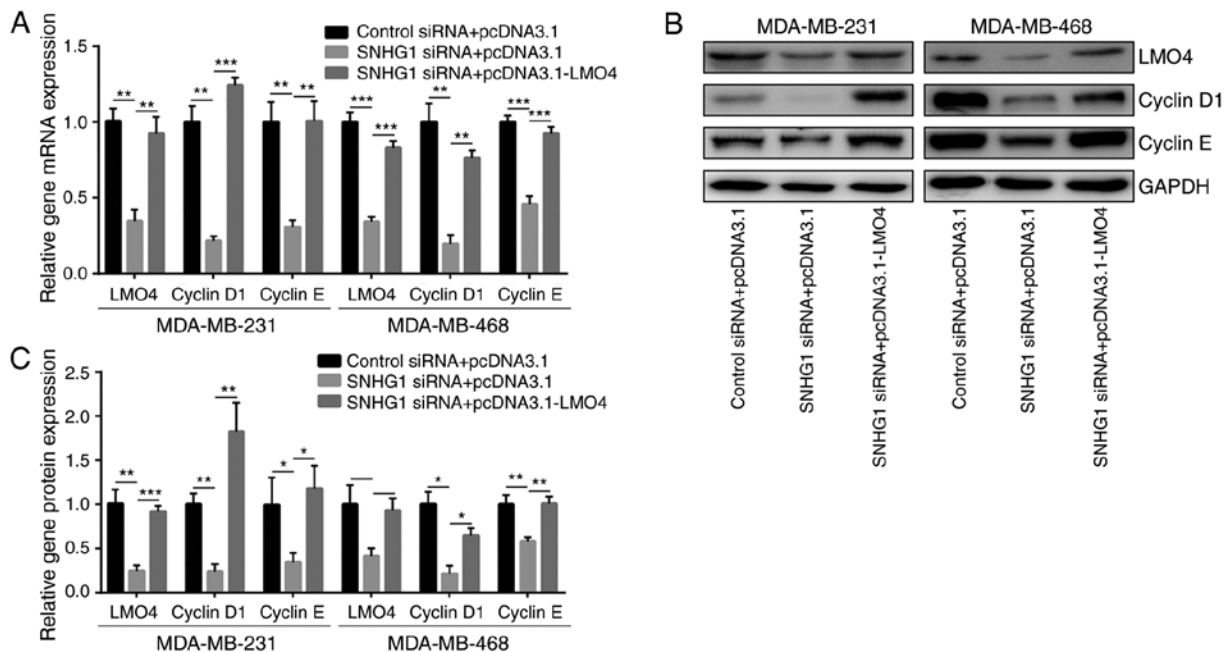 A
Control siRNA+pcDNA3.1
SNHG1 siRNA+pcDNA3.1
SNHG1 siRNA+pcDNA3.1-LMO4
Relative gene mRNA expression
1.5
1.0
0.5
0.0
** ** ** *** ** ** *** *** *** ** *** ***
LMO4 Cyclin D1 Cyclin E LMO4 Cyclin D1 Cyclin E
MDA-MB-231 MDA-MB-468
B
MDA-MB-231 MDA-MB-468
LMO4
Cyclin D1
Cyclin E
GAPDH
Control siRNA+pcDNA3.1
SNHG1 siRNA+pcDNA3.1
SNHG1 siRNA+pcDNA3.1-LMO4
Control siRNA+pcDNA3.1
SNHG1 siRNA+pcDNA3.1
SNHG1 siRNA+pcDNA3.1-LMO4
C
Control siRNA+pcDNA3.1
SNHG1 siRNA+pcDNA3.1
SNHG1 siRNA+pcDNA3.1-LMO4
Relative gene protein expression
2.5
2.0
1.5
1.0
0.5
0.0
** *** ** ** * * * * ** **
LMO4 Cyclin D1 Cyclin E LMO4 Cyclin D1 Cyclin E
MDA-MB-231 MDA-MB-468